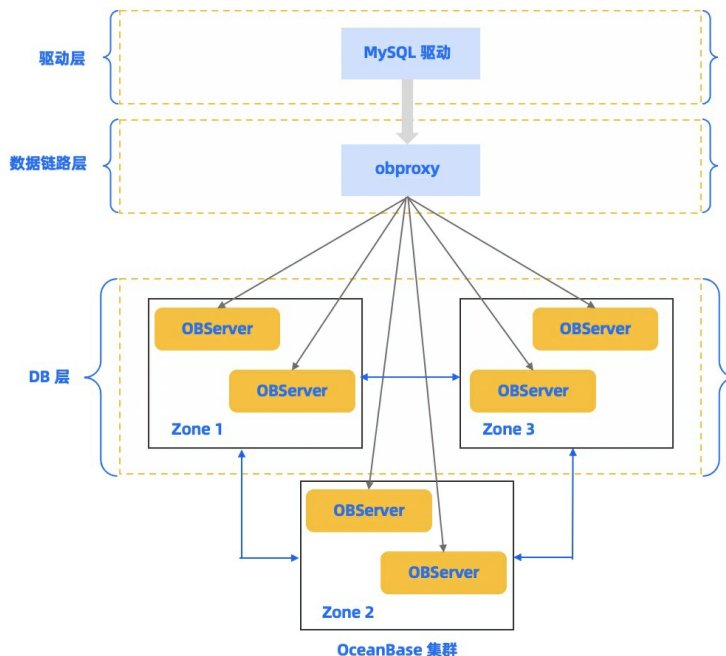 驱动层
MySQL 驱动
数据链路层
obproxy
DB 层
OBServer
OBServer
Zone 1
OBServer
OBServer
Zone 3
OBServer
OBServer
Zone 2
OceanBase 集群